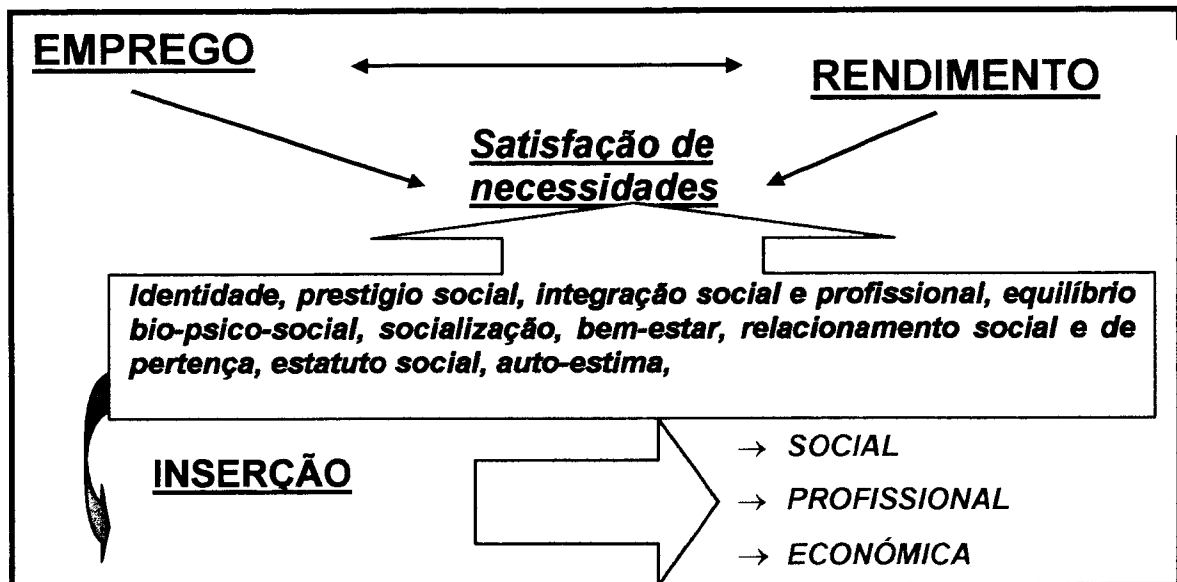 EMPREGO
RENDIMENTO
Satisfação de
necessidades
Identidade, prestigio social, integração social e profissional, equilíbrio
bio-psico-social, socialização, bem-estar, relacionamento social e de
pertença, estatuto social, auto-estima,
INSERÇÃO
→ SOCIAL
→ PROFISSIONAL
→ ECONÓMICA